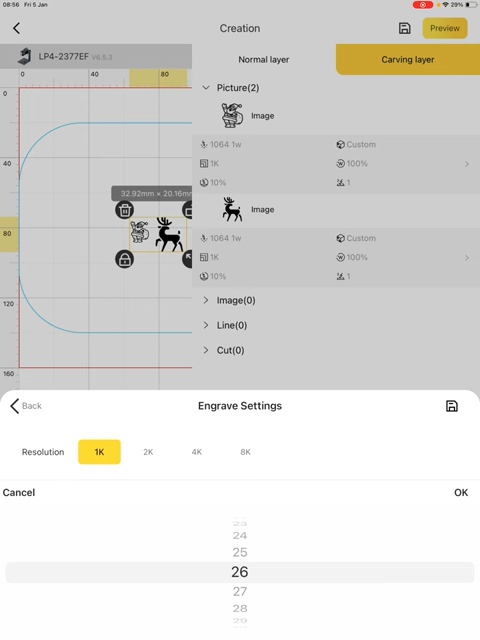 08:56 Fri 5 Jan
29%
Creation
Preview
LP4-2377EF V6.5.3
Normal layer
Carving layer
0
40
80
0
40
80
120
160
32.92mm × 20.16mm
Picture(2)
Image
1064 1w
Custom
1K
100%
10%
1
Image
1064 1w
Custom
1K
100%
10%
1
Image(0)
Line(0)
Cut(0)
Back
Engrave Settings
Resolution
1K
2K
4K
8K
Cancel
OK
23
24
25
26
27
28
29